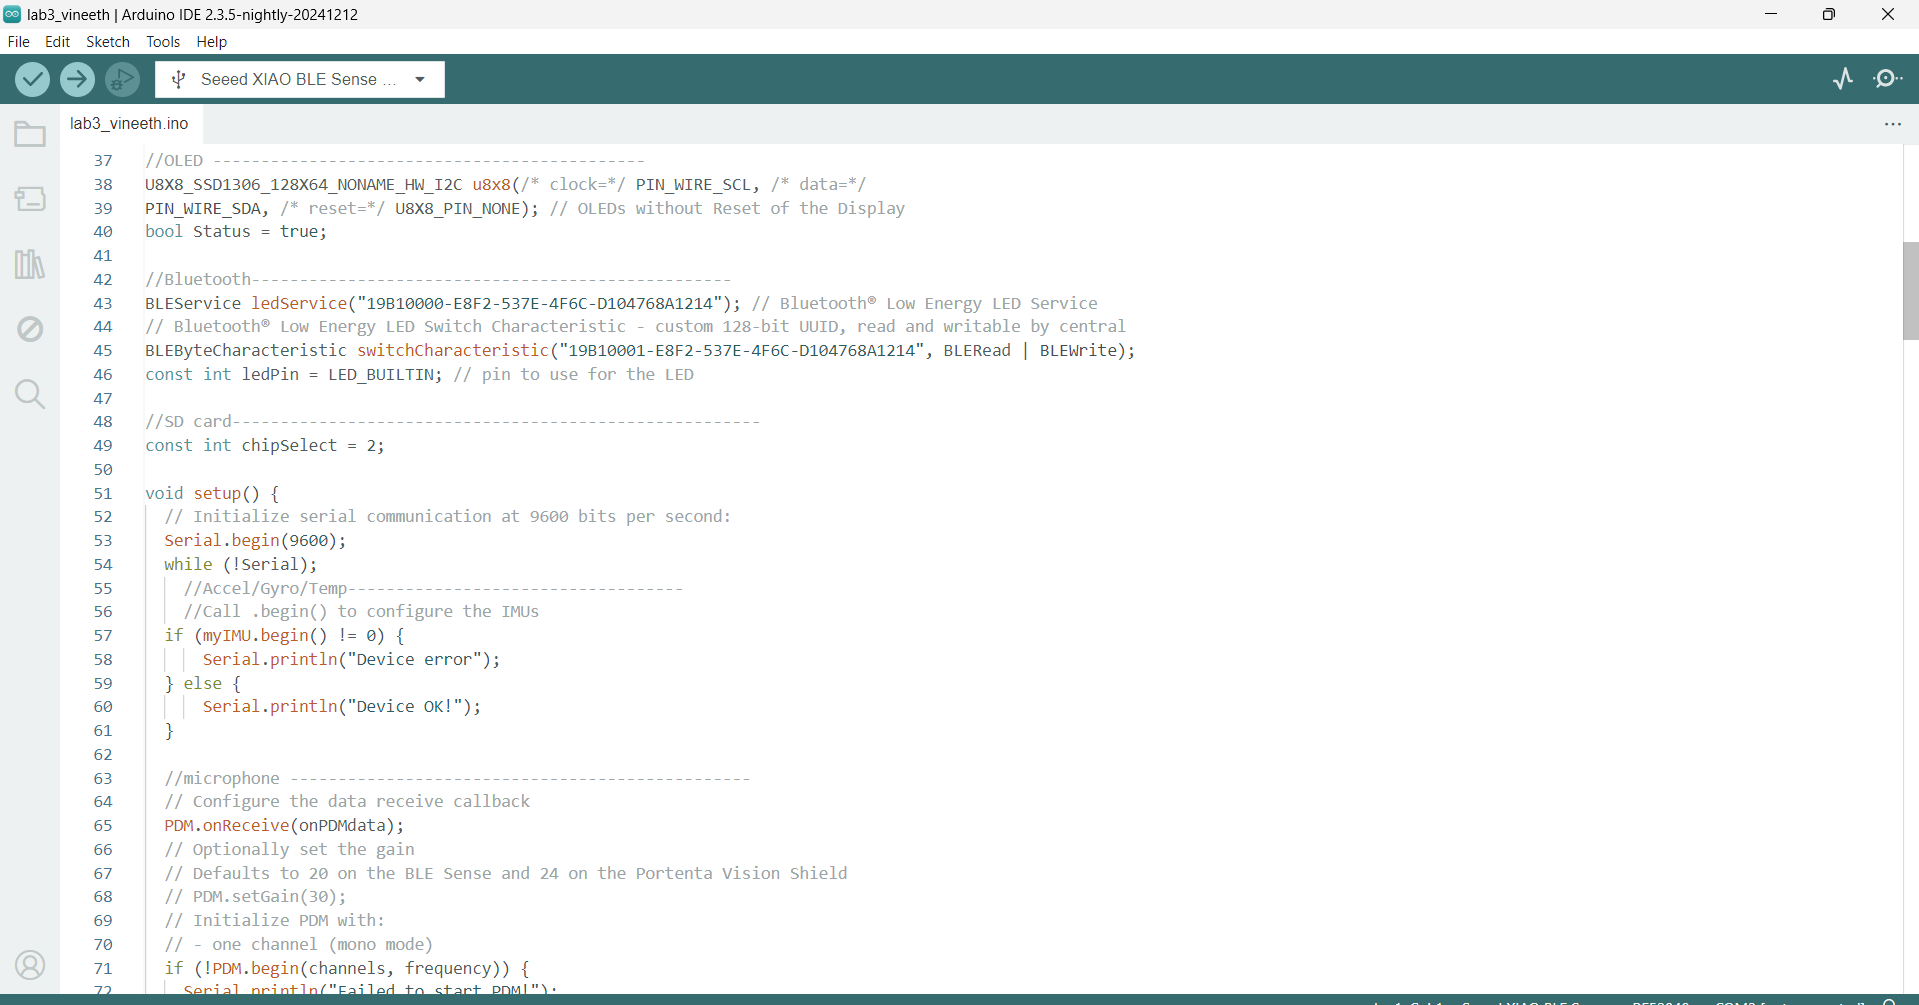 lab3_vineeth | Arduino IDE 2.3.5-nightly-20241212
File Edit Sketch Tools Help
Seeed XIAO BLE Sense ...
lab3_vineeth.ino
37 //OLED ---------------------------------------------
38 U8X8_SSD1306_128X64_NONAME_HW_I2C u8x8(/* clock=*/ PIN_WIRE_SCL, /* data=*/
39 PIN_WIRE_SDA, /* reset=*/ U8X8_PIN_NONE); // OLEDs without Reset of the Display
40 bool Status = true;
41
42 //Bluetooth--------------------------------------------------
43 BLEService ledService("19B10000-E8F2-537E-4F6C-D104768A1214"); // Bluetooth® Low Energy LED Service
44 // Bluetooth® Low Energy LED Switch Characteristic - custom 128-bit UUID, read and writable by central
45 BLEByteCharacteristic switchCharacteristic("19B10001-E8F2-537E-4F6C-D104768A1214", BLERead | BLEWrite);
46 const int ledPin = LED_BUILTIN; // pin to use for the LED
47
48 //SD card-------------------------------------------------------
49 const int chipSelect = 2;
50
51 void setup() {
52 // Initialize serial communication at 9600 bits per second:
53 Serial.begin(9600);
54 while (!Serial);
55 //Accel/Gyro/Temp-----------------------------------
56 //Call .begin() to configure the IMUs
57 if (myIMU.begin() != 0) {
58 Serial.println("Device error");
59 } else {
60 Serial.println("Device OK!");
61 }
62
63 //microphone ------------------------------------------------
64 // Configure the data receive callback
65 PDM.onReceive(onPDMdata);
66 // Optionally set the gain
67 // Defaults to 20 on the BLE Sense and 24 on the Portenta Vision Shield
68 // PDM.setGain(30);
69 // Initialize PDM with:
70 // - one channel (mono mode)
71 if (!PDM.begin(channels, frequency)) {
72 Serial.println("Failed to start PDM!");